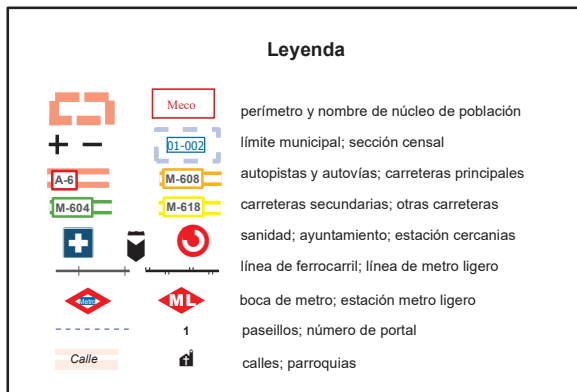 Leyenda
Meco perímetro y nombre de núcleo de población
01-002 límite municipal; sección censal
A-6 M-608 autopistas y autovías; carreteras principales
M-604 M-618 carreteras secundarias; otras carreteras
sanidad; ayuntamiento; estación cercanias
línea de ferrocarril; línea de metro ligero
Metro ML boca de metro; estación metro ligero
1 paseillos; número de portal
Calle calles; parroquias